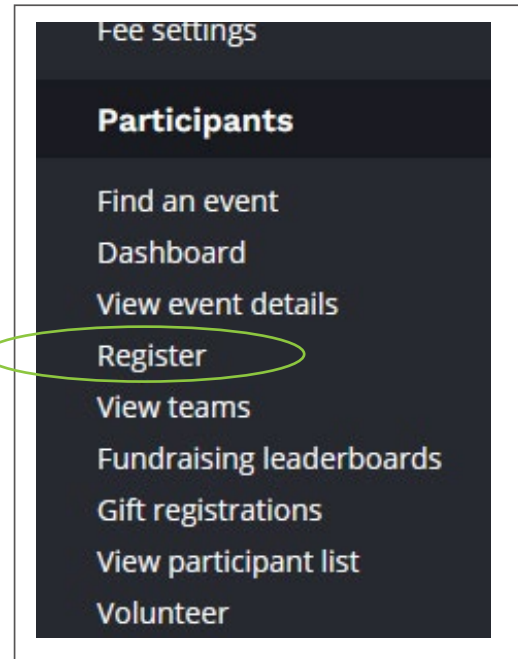 Fee settings
Participants
Find an event
Dashboard
View event details
Register
View teams
Fundraising leaderboards
Gift registrations
View participant list
Volunteer